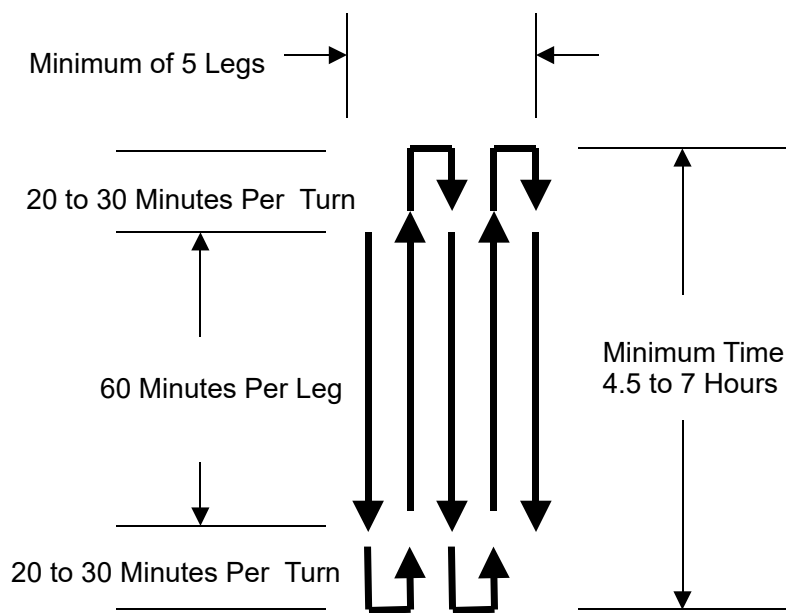 Minimum of 5 Legs
20 to 30 Minutes Per Turn
60 Minutes Per Leg
Minimum Time
4.5 to 7 Hours
20 to 30 Minutes Per Turn